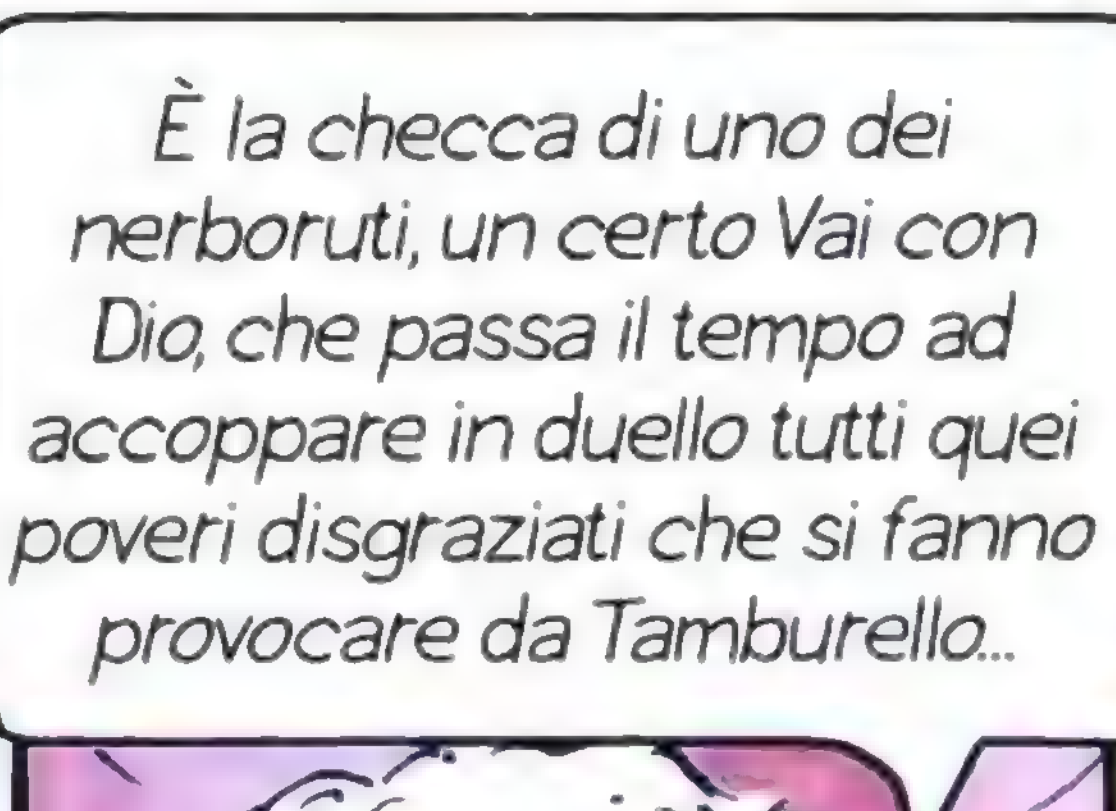 È la checca di uno dei
nerboruti, un certo Vai con
Dio, che passa il tempo ad
accoppare in duello tutti quei
poveri disgraziati che si fanno
provocare da Tamburello...